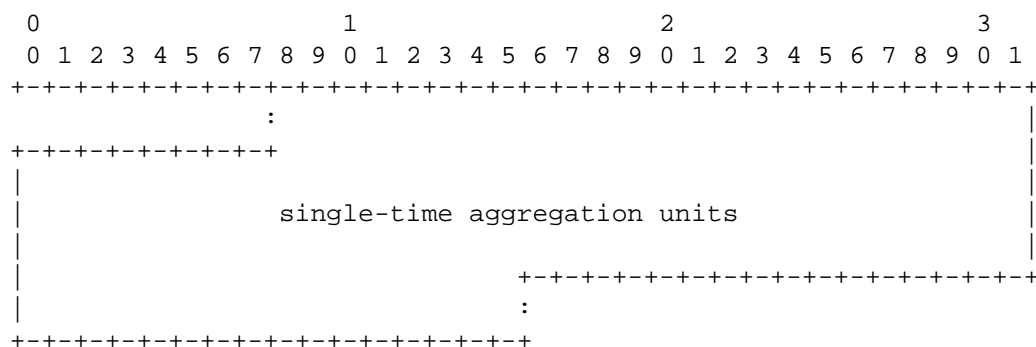 0                   1                   2                   3
 0 1 2 3 4 5 6 7 8 9 0 1 2 3 4 5 6 7 8 9 0 1 2 3 4 5 6 7 8 9 0 1
+-+-+-+-+-+-+-+-+-+-+-+-+-+-+-+-+-+-+-+-+-+-+-+-+-+-+-+-+-+-+-+-+
                :                                               |
+-+-+-+-+-+-+-+-+                                               |
|                                                               |
|                single-time aggregation units                  |
|                                                               |
|                               +-+-+-+-+-+-+-+-+-+-+-+-+-+-+-+-+
|                               :
+-+-+-+-+-+-+-+-+-+-+-+-+-+-+-+-+